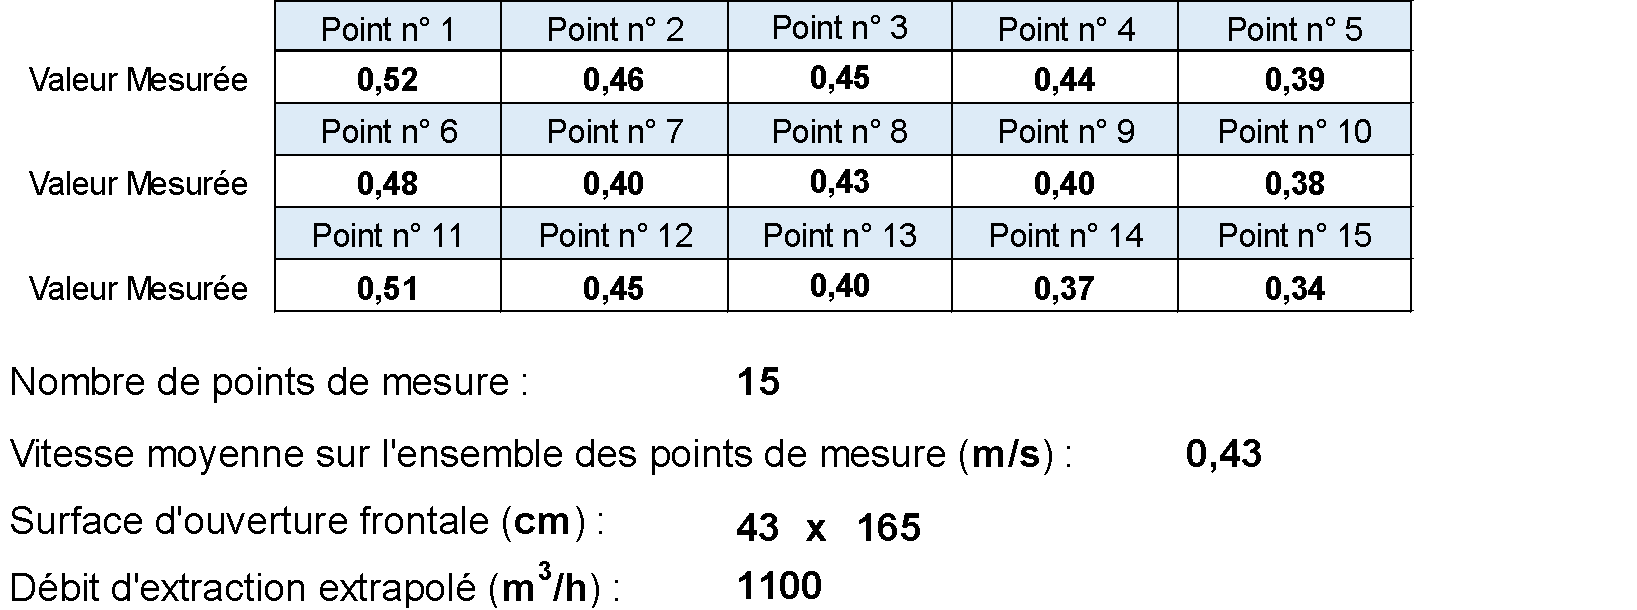 Point n° 1 Point n° 2 Point n° 3 Point n° 4 Point n° 5
Valeur Mesurée 0,52 0,46 0,45 0,44 0,39
Point n° 6 Point n° 7 Point n° 8 Point n° 9 Point n° 10
Valeur Mesurée 0,48 0,40 0,43 0,40 0,38
Point n° 11 Point n° 12 Point n° 13 Point n° 14 Point n° 15
Valeur Mesurée 0,51 0,45 0,40 0,37 0,34
Nombre de points de mesure : 15
Vitesse moyenne sur l'ensemble des points de mesure (m/s) : 0,43
Surface d'ouverture frontale (cm) : 43 x 165
Débit d'extraction extrapolé (m³/h) : 1100